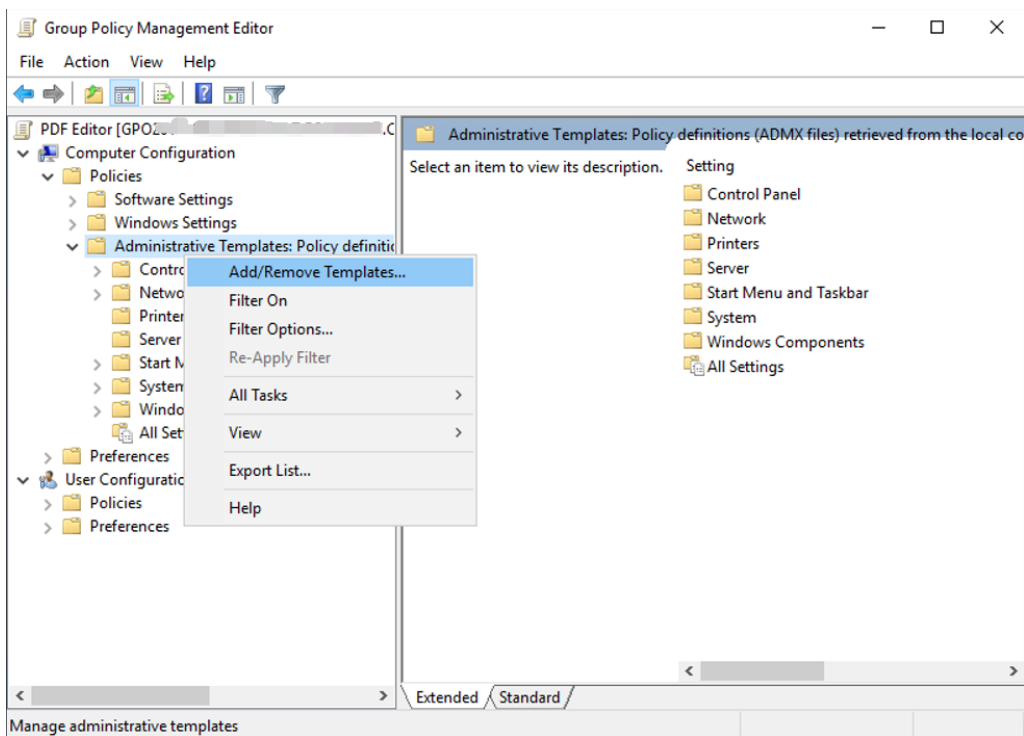 Group Policy Management Editor
File Action View Help
PDF Editor [GPO2 .C
Computer Configuration
Policies
Software Settings
Windows Settings
Administrative Templates: Policy definitic
Contro
Netwo
Printer
Server
Start M
System
Windo
All Set
Preferences
User Configuratic
Policies
Preferences
Add/Remove Templates...
Filter On
Filter Options...
Re-Apply Filter
All Tasks
View
Export List...
Help
Administrative Templates: Policy definitions (ADMX files) retrieved from the local co
Select an item to view its description.
Setting
Control Panel
Network
Printers
Server
Start Menu and Taskbar
System
Windows Components
All Settings
Extended Standard
Manage administrative templates